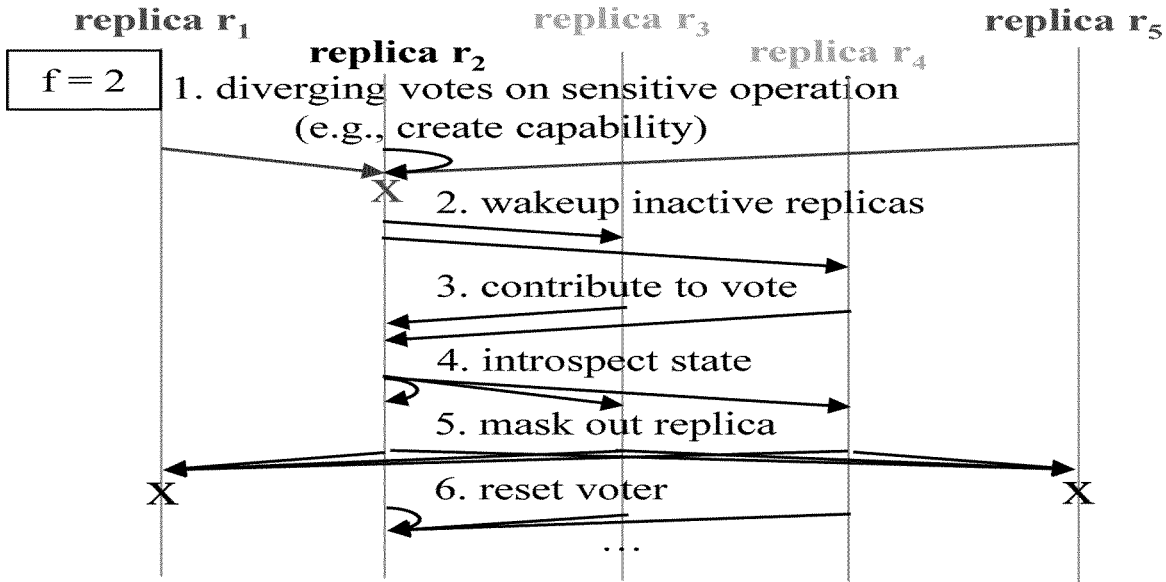 replica r1
replica r3
replica r5
replica r2
replica r4
f = 2
1. diverging votes on sensitive operation
(e.g., create capability)
X
2. wakeup inactive replicas
3. contribute to vote
4. introspect state
5. mask out replica
X
X
6. reset voter
...